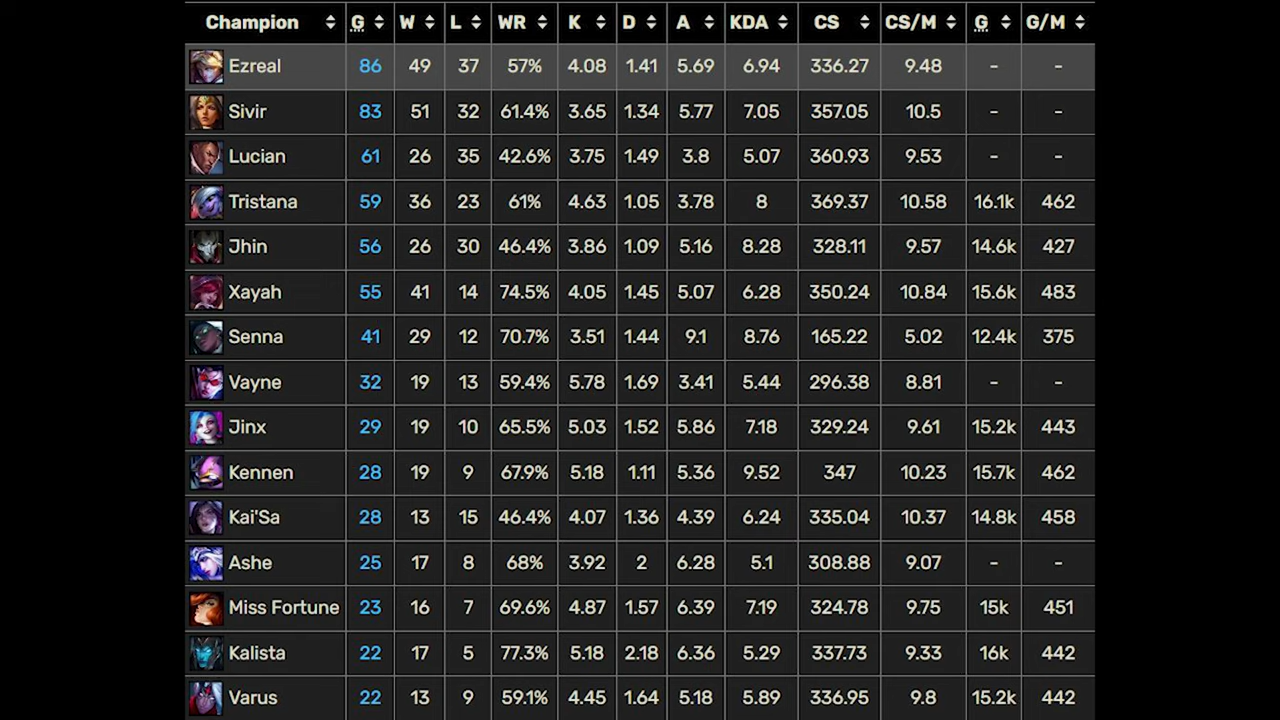 Champion G W L WR K D A KDA CS CS/M G G/M
Ezreal 86 49 37 57% 4.08 1.41 5.69 6.94 336.27 9.48 - -
Sivir 83 51 32 61.4% 3.65 1.34 5.77 7.05 357.05 10.5 - -
Lucian 61 26 35 42.6% 3.75 1.49 3.8 5.07 360.93 9.53 - -
Tristana 59 36 23 61% 4.63 1.05 3.78 8 369.37 10.58 16.1k 462
Jhin 56 26 30 46.4% 3.86 1.09 5.16 8.28 328.11 9.57 14.6k 427
Xayah 55 41 14 74.5% 4.05 1.45 5.07 6.28 350.24 10.84 15.6k 483
Senna 41 29 12 70.7% 3.51 1.44 9.1 8.76 165.22 5.02 12.4k 375
Vayne 32 19 13 59.4% 5.78 1.69 3.41 5.44 296.38 8.81 - -
Jinx 29 19 10 65.5% 5.03 1.52 5.86 7.18 329.24 9.61 15.2k 443
Kennen 28 19 9 67.9% 5.18 1.11 5.36 9.52 347 10.23 15.7k 462
Kai'Sa 28 13 15 46.4% 4.07 1.36 4.39 6.24 335.04 10.37 14.8k 458
Ashe 25 17 8 68% 3.92 2 6.28 5.1 308.88 9.07 - -
Miss Fortune 23 16 7 69.6% 4.87 1.57 6.39 7.19 324.78 9.75 15k 451
Kalista 22 17 5 77.3% 5.18 2.18 6.36 5.29 337.73 9.33 16k 442
Varus 22 13 9 59.1% 4.45 1.64 5.18 5.89 336.95 9.8 15.2k 442